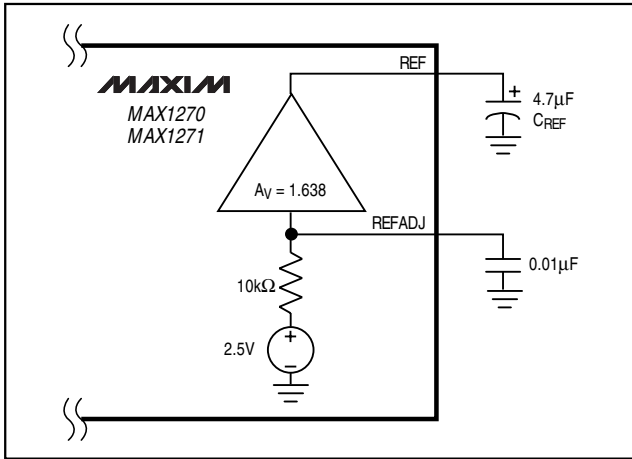 REF
MAXIM
MAX1270
MAX1271
+
4.7µF
CREF
AV = 1.638
REFADJ
0.01µF
10kΩ
+
2.5V
−